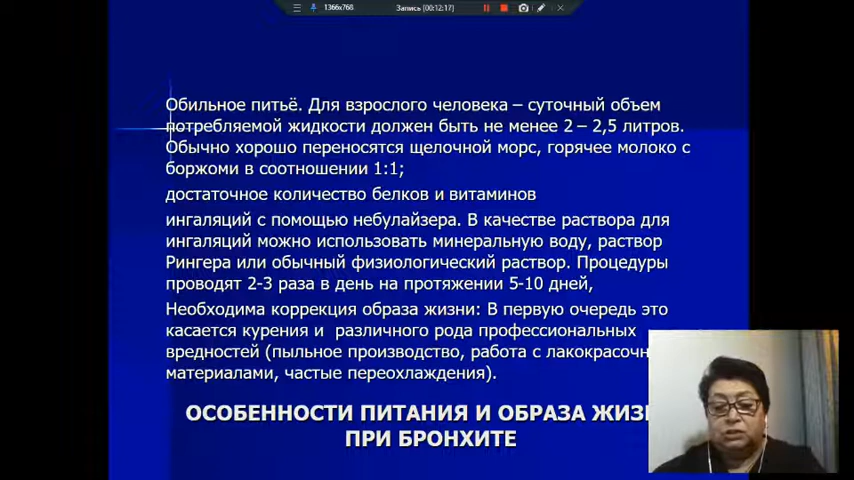 1366x768
Запись [00:12:17]
Обильное питьё. Для взрослого человека – суточный объем
потребляемой жидкости должен быть не менее 2 – 2,5 литров.
Обычно хорошо переносятся щелочной морс, горячее молоко с
боржоми в соотношении 1:1;
достаточное количество белков и витаминов
ингаляций с помощью небулайзера. В качестве раствора для
ингаляций можно использовать минеральную воду, раствор
Рингера или обычный физиологический раствор. Процедуры
проводят 2-3 раза в день на протяжении 5-10 дней,
Необходима коррекция образа жизни: В первую очередь это
касается курения и различного рода профессиональных
вредностей (пыльное производство, работа с
материалами, частые переохлаждения).
ОСОБЕННОСТИ ПИТАНИЯ И ОБРАЗА
ПРИ БРОНХИТЕ